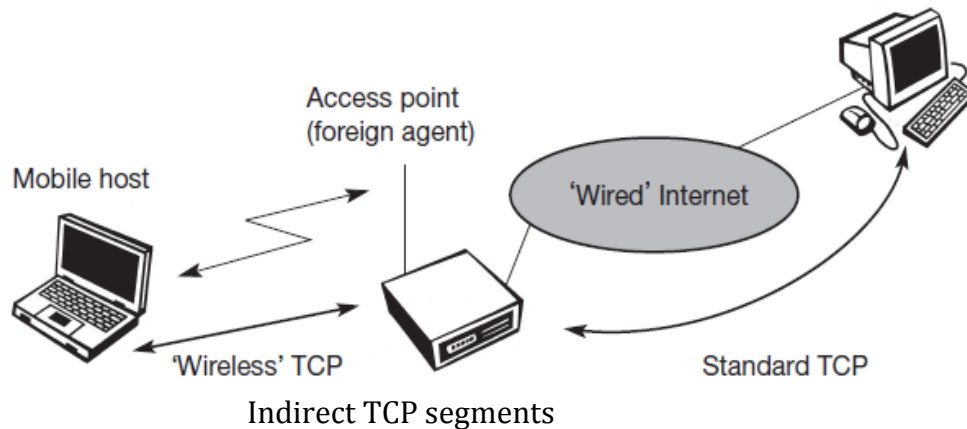 Access point
(foreign agent)
Mobile host
‘Wired’ Internet
‘Wireless’ TCP
Standard TCP
Indirect TCP segments